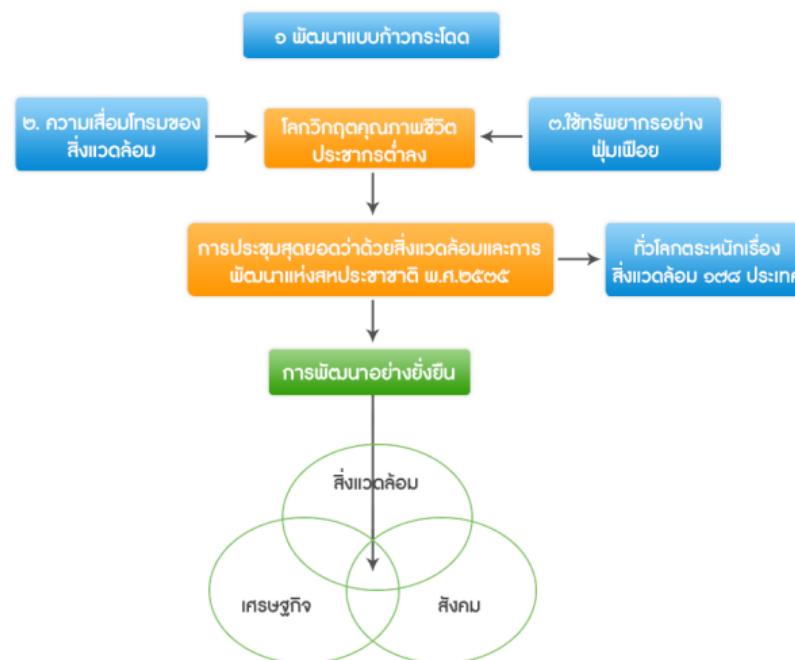 ๑ พัฒนาแบบก้าวกระโดด
๒. ความเสื่อมโทรมของ
สิ่งแวดล้อม
โลกวิกฤตคุณภาพชีวิต
ประชากรต่ำลง
๓.ใช้ทรัพยากรอย่าง
ฟุ่มเฟือย
การประชุมสุดยอดว่าด้วยสิ่งแวดล้อมและการ
พัฒนาแห่งสหประชาชาติ พ.ศ.๒๕๓๕
ทั่วโลกตระหนักเรื่อง
สิ่งแวดล้อม ๑๗๘ ประเทศ
การพัฒนาอย่างยั่งยืน
สิ่งแวดล้อม
เศรษฐกิจ
สังคม